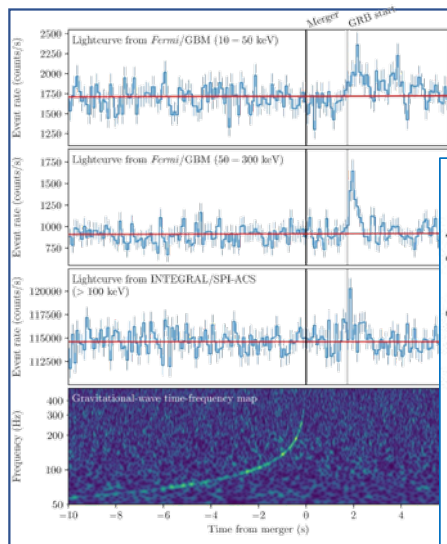 Merger
GRB start
Lightcurve from Fermi/GBM (10 − 50 keV)
2500
2250
2000
1750
1500
1250
Event rate (counts/s)
Lightcurve from Fermi/GBM (50 − 300 keV)
1750
1500
1250
1000
750
Event rate (counts/s)
Lightcurve from INTEGRAL/SPI-ACS
(> 100 keV)
120000
117500
115000
112500
Event rate (counts/s)
Gravitational-wave time-frequency map
400
300
200
100
50
Frequency (Hz)
−10 −8 −6 −4 −2 0 2 4
Time from merger (s)